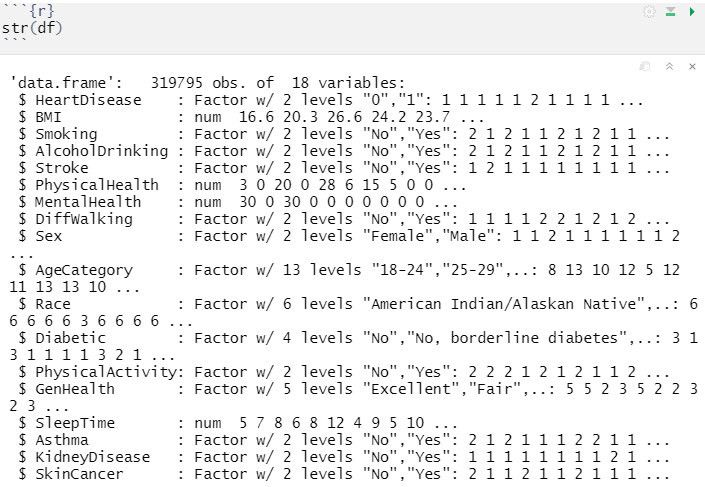 ```{r}
str(df)
```
'data.frame':   319795 obs. of  18 variables:
 $ HeartDisease    : Factor w/ 2 levels "0","1": 1 1 1 1 1 2 1 1 1 1 ...
 $ BMI             : num  16.6 20.3 26.6 24.2 23.7 ...
 $ Smoking         : Factor w/ 2 levels "No","Yes": 2 1 2 1 1 2 1 2 1 1 ...
 $ AlcoholDrinking : Factor w/ 2 levels "No","Yes": 2 1 2 1 1 2 1 2 1 1 ...
 $ Stroke          : Factor w/ 2 levels "No","Yes": 1 2 1 1 1 1 1 1 1 1 ...
 $ PhysicalHealth  : num  3 0 20 0 28 6 15 5 0 0 ...
 $ MentalHealth    : num  30 0 30 0 0 0 0 0 0 0 ...
 $ DiffWalking     : Factor w/ 2 levels "No","Yes": 1 1 1 1 2 2 1 2 1 2 ...
 $ Sex             : Factor w/ 2 levels "Female","Male": 1 1 2 1 1 1 1 1 1 2
...
 $ AgeCategory     : Factor w/ 13 levels "18-24","25-29",..: 8 13 10 12 5 12
11 13 13 10 ...
 $ Race            : Factor w/ 6 levels "American Indian/Alaskan Native",..: 6
6 6 6 6 3 6 6 6 6 ...
 $ Diabetic        : Factor w/ 4 levels "No","No, borderline diabetes",..: 3 1
3 1 1 1 1 3 2 1 ...
 $ PhysicalActivity: Factor w/ 2 levels "No","Yes": 2 2 2 1 2 1 2 1 1 2 ...
 $ GenHealth       : Factor w/ 5 levels "Excellent","Fair",..: 5 5 2 3 5 2 2 3
2 3 ...
 $ SleepTime       : num  5 7 8 6 8 12 4 9 5 10 ...
 $ Asthma          : Factor w/ 2 levels "No","Yes": 2 1 2 1 1 1 2 2 1 1 ...
 $ KidneyDisease   : Factor w/ 2 levels "No","Yes": 1 1 1 1 1 1 1 1 2 1 ...
 $ SkinCancer      : Factor w/ 2 levels "No","Yes": 2 1 1 2 1 1 2 1 1 1 ...